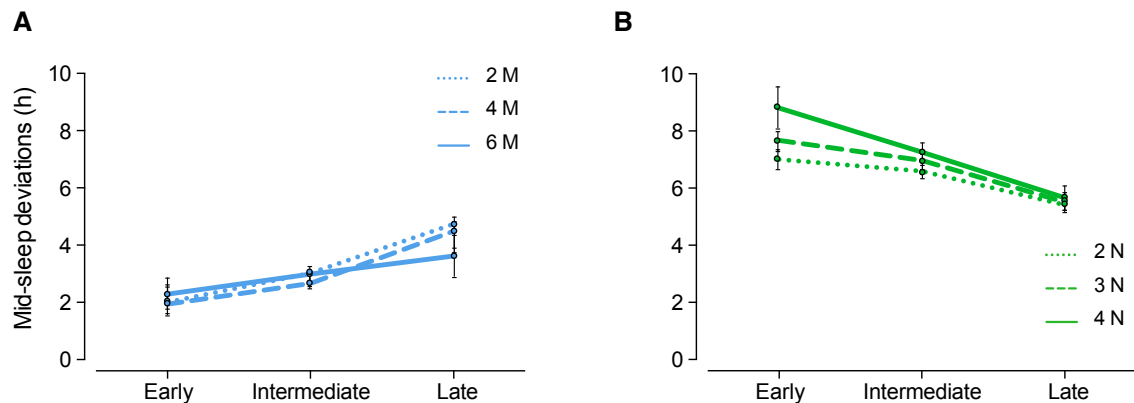 A
Mid-sleep deviations (h)
10
8
6
4
2
0
2 M
4 M
6 M
Early Intermediate Late
B
10
8
6
4
2
0
2 N
3 N
4 N
Early Intermediate Late